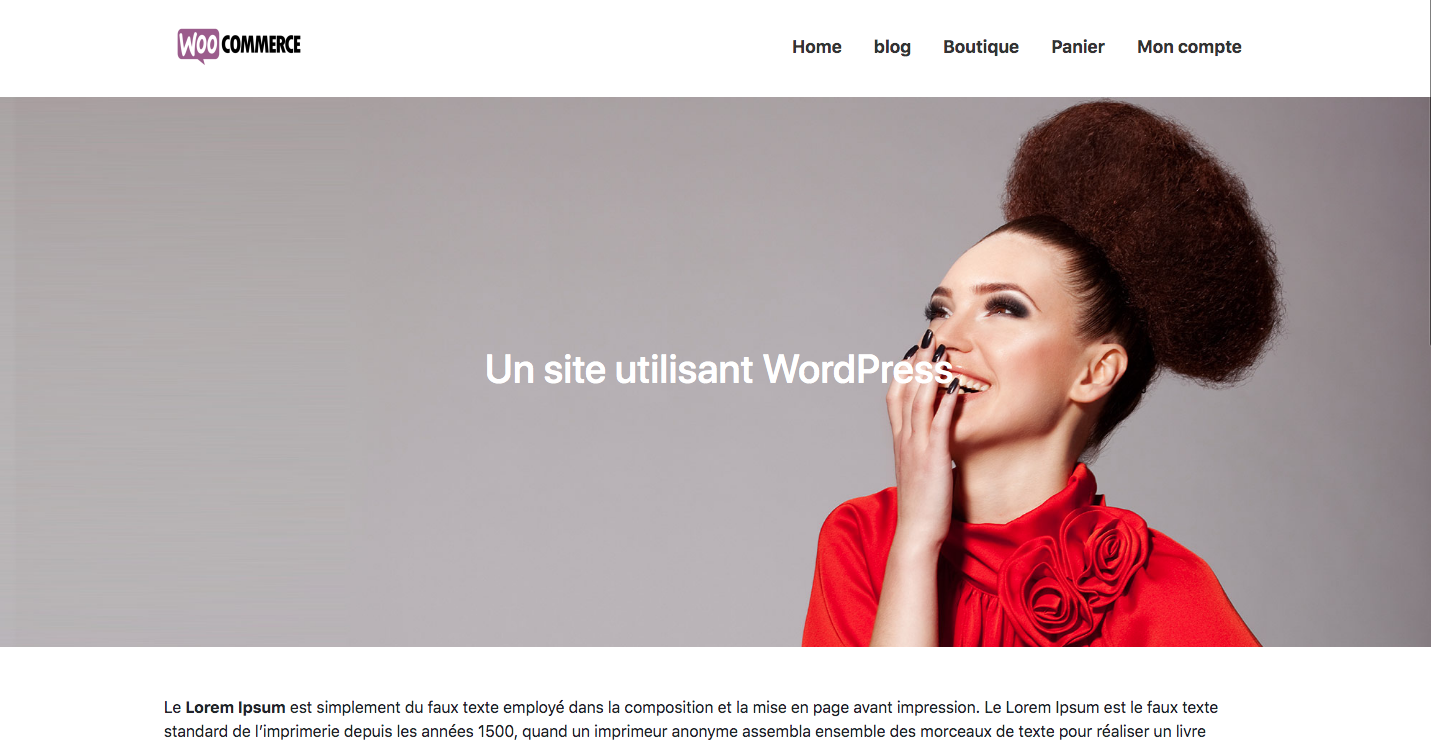 WOO COMMERCE
Home blog Boutique Panier Mon compte
Un site utilisant WordPress
Le Lorem Ipsum est simplement du faux texte employé dans la composition et la mise en page avant impression. Le Lorem Ipsum est le faux texte
standard de l’imprimerie depuis les années 1500, quand un imprimeur anonyme assembla ensemble des morceaux de texte pour réaliser un livre